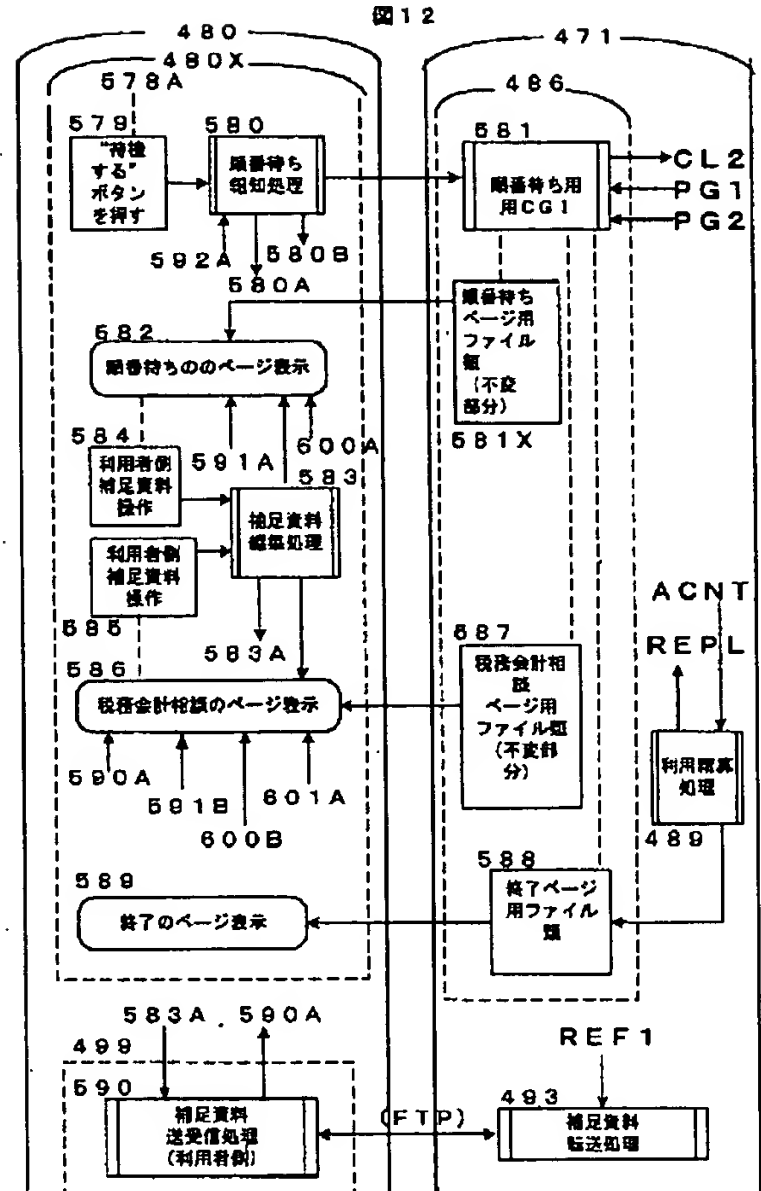 図12
480
471
480X
578A
486
579
“待機
する”
ボタン
を押す
580
順番待ち
報知処理
581
順番待ち用
用CGI
CL2
PG1
PG2
592A
580B
580A
582
順番待ちののページ表示
順番待ち
ページ用
ファイル
類
(不変
部分)
581X
584
591A
600A
583
利用者側
補足資料
操作
補足資料
編集処理
利用者側
補足資料
操作
585
583A
ACNT
REPL
586
税務会計相談のページ表示
587
税務会計相
談
ページ用
ファイル類
(不変部
分)
利用精算
処理
489
590A
591B
601A
600B
588
終了ページ
用ファイル
類
589
終了のページ表示
583A
590A
499
590
補足資料
送受信処理
(利用者側)
(FTP)
REF1
493
補足資料
転送処理